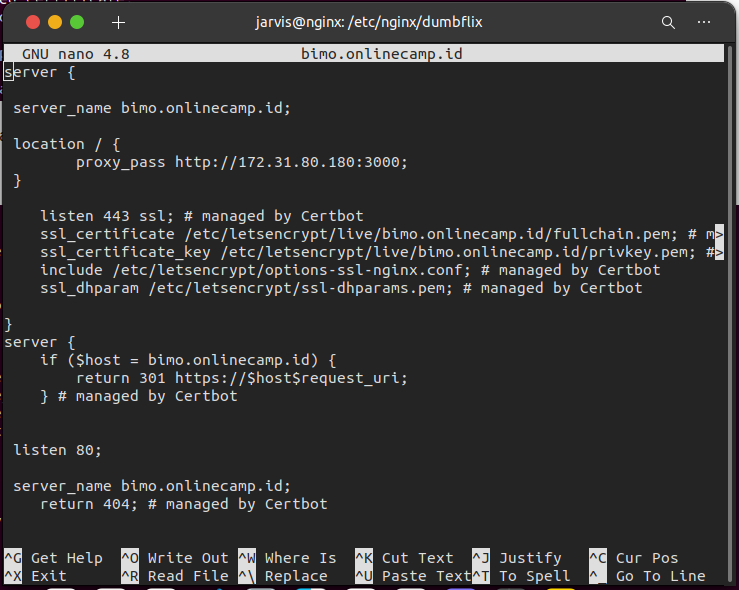 jarvis@nginx: /etc/nginx/dumbflix
GNU nano 4.8 bimo.onlinecamp.id
server {
server_name bimo.onlinecamp.id;
location / {
proxy_pass http://172.31.80.180:3000;
}
listen 443 ssl; # managed by Certbot
ssl_certificate /etc/letsencrypt/live/bimo.onlinecamp.id/fullchain.pem; # m>
ssl_certificate_key /etc/letsencrypt/live/bimo.onlinecamp.id/privkey.pem; #>
include /etc/letsencrypt/options-ssl-nginx.conf; # managed by Certbot
ssl_dhparam /etc/letsencrypt/ssl-dhparams.pem; # managed by Certbot
}
server {
if ($host = bimo.onlinecamp.id) {
return 301 https://$host$request_uri;
} # managed by Certbot
listen 80;
server_name bimo.onlinecamp.id;
return 404; # managed by Certbot
^G Get Help ^O Write Out ^W Where Is ^K Cut Text ^J Justify ^C Cur Pos
^X Exit ^R Read File ^\ Replace ^U Paste Text ^T To Spell ^_ Go To Line